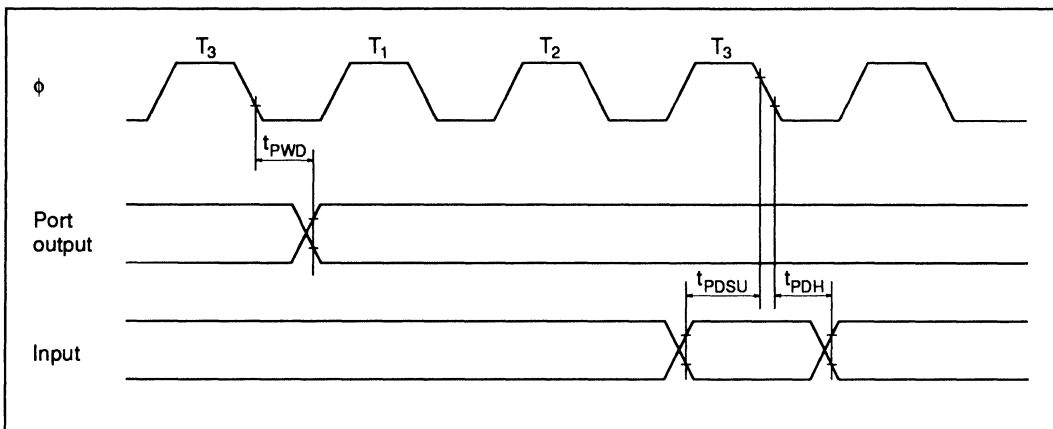 T3 T1 T2 T3
ϕ
tPWD
Port
output
tPDSU tPDH
Input